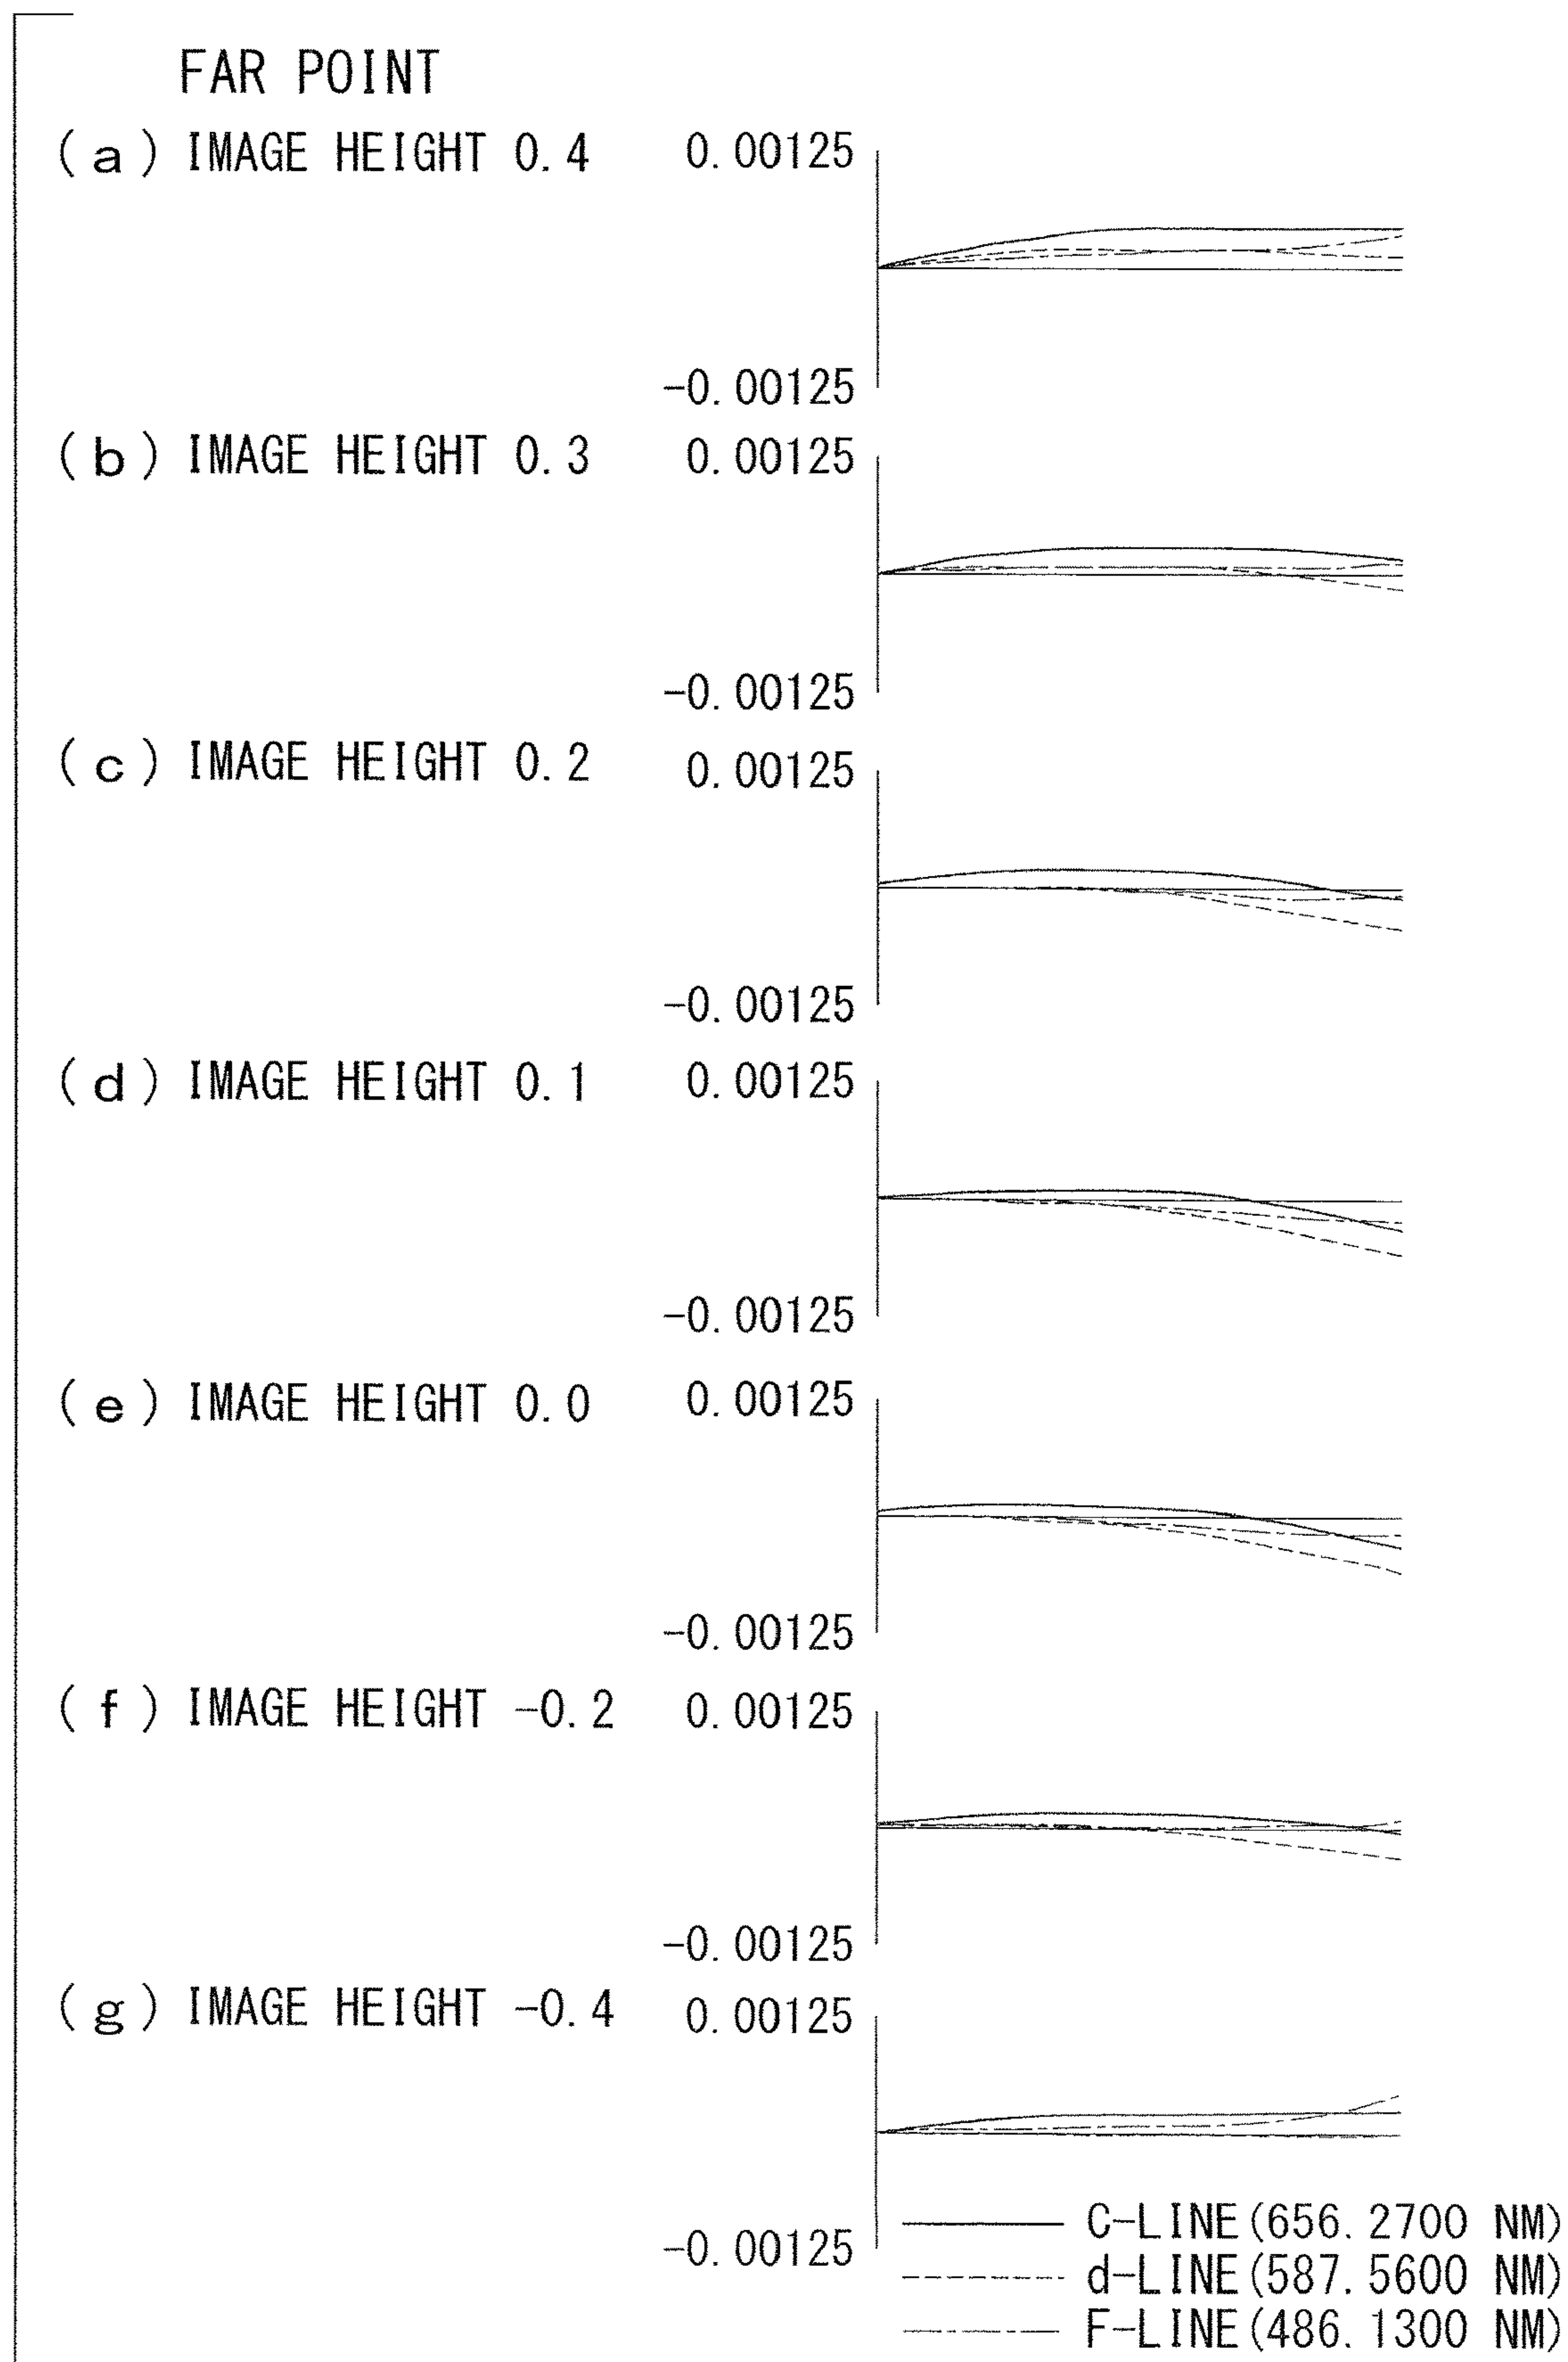 FAR POINT
(a) IMAGE HEIGHT 0.4 0.00125
-0.00125
(b) IMAGE HEIGHT 0.3 0.00125
-0.00125
(c) IMAGE HEIGHT 0.2 0.00125
-0.00125
(d) IMAGE HEIGHT 0.1 0.00125
-0.00125
(e) IMAGE HEIGHT 0.0 0.00125
-0.00125
(f) IMAGE HEIGHT -0.2 0.00125
-0.00125
(g) IMAGE HEIGHT -0.4 0.00125
-0.00125
C-LINE(656.2700 NM)
d-LINE(587.5600 NM)
F-LINE(486.1300 NM)